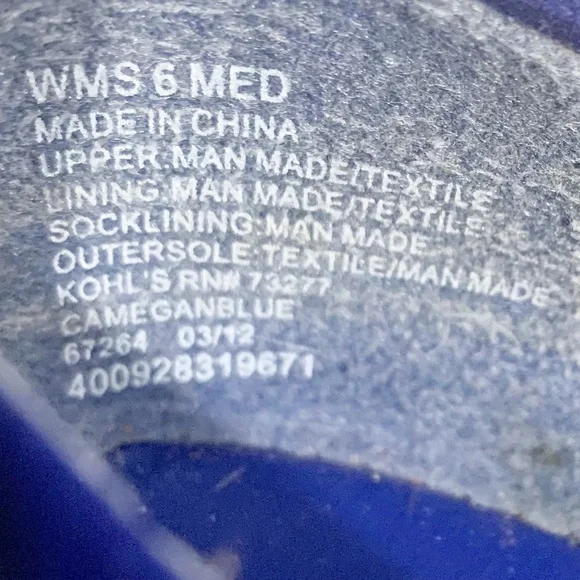 WMS 6 MED
MADE IN CHINA
UPPER:MAN MADE/TEXTILE
LINING:MAN MADE/TEXTILE
SOCKLINING:MAN MADE
OUTERSOLE:TEXTILE/MAN MADE
KOHL'S RN# 73277
CAMEGANBLUE
67264 03/12
400928319671